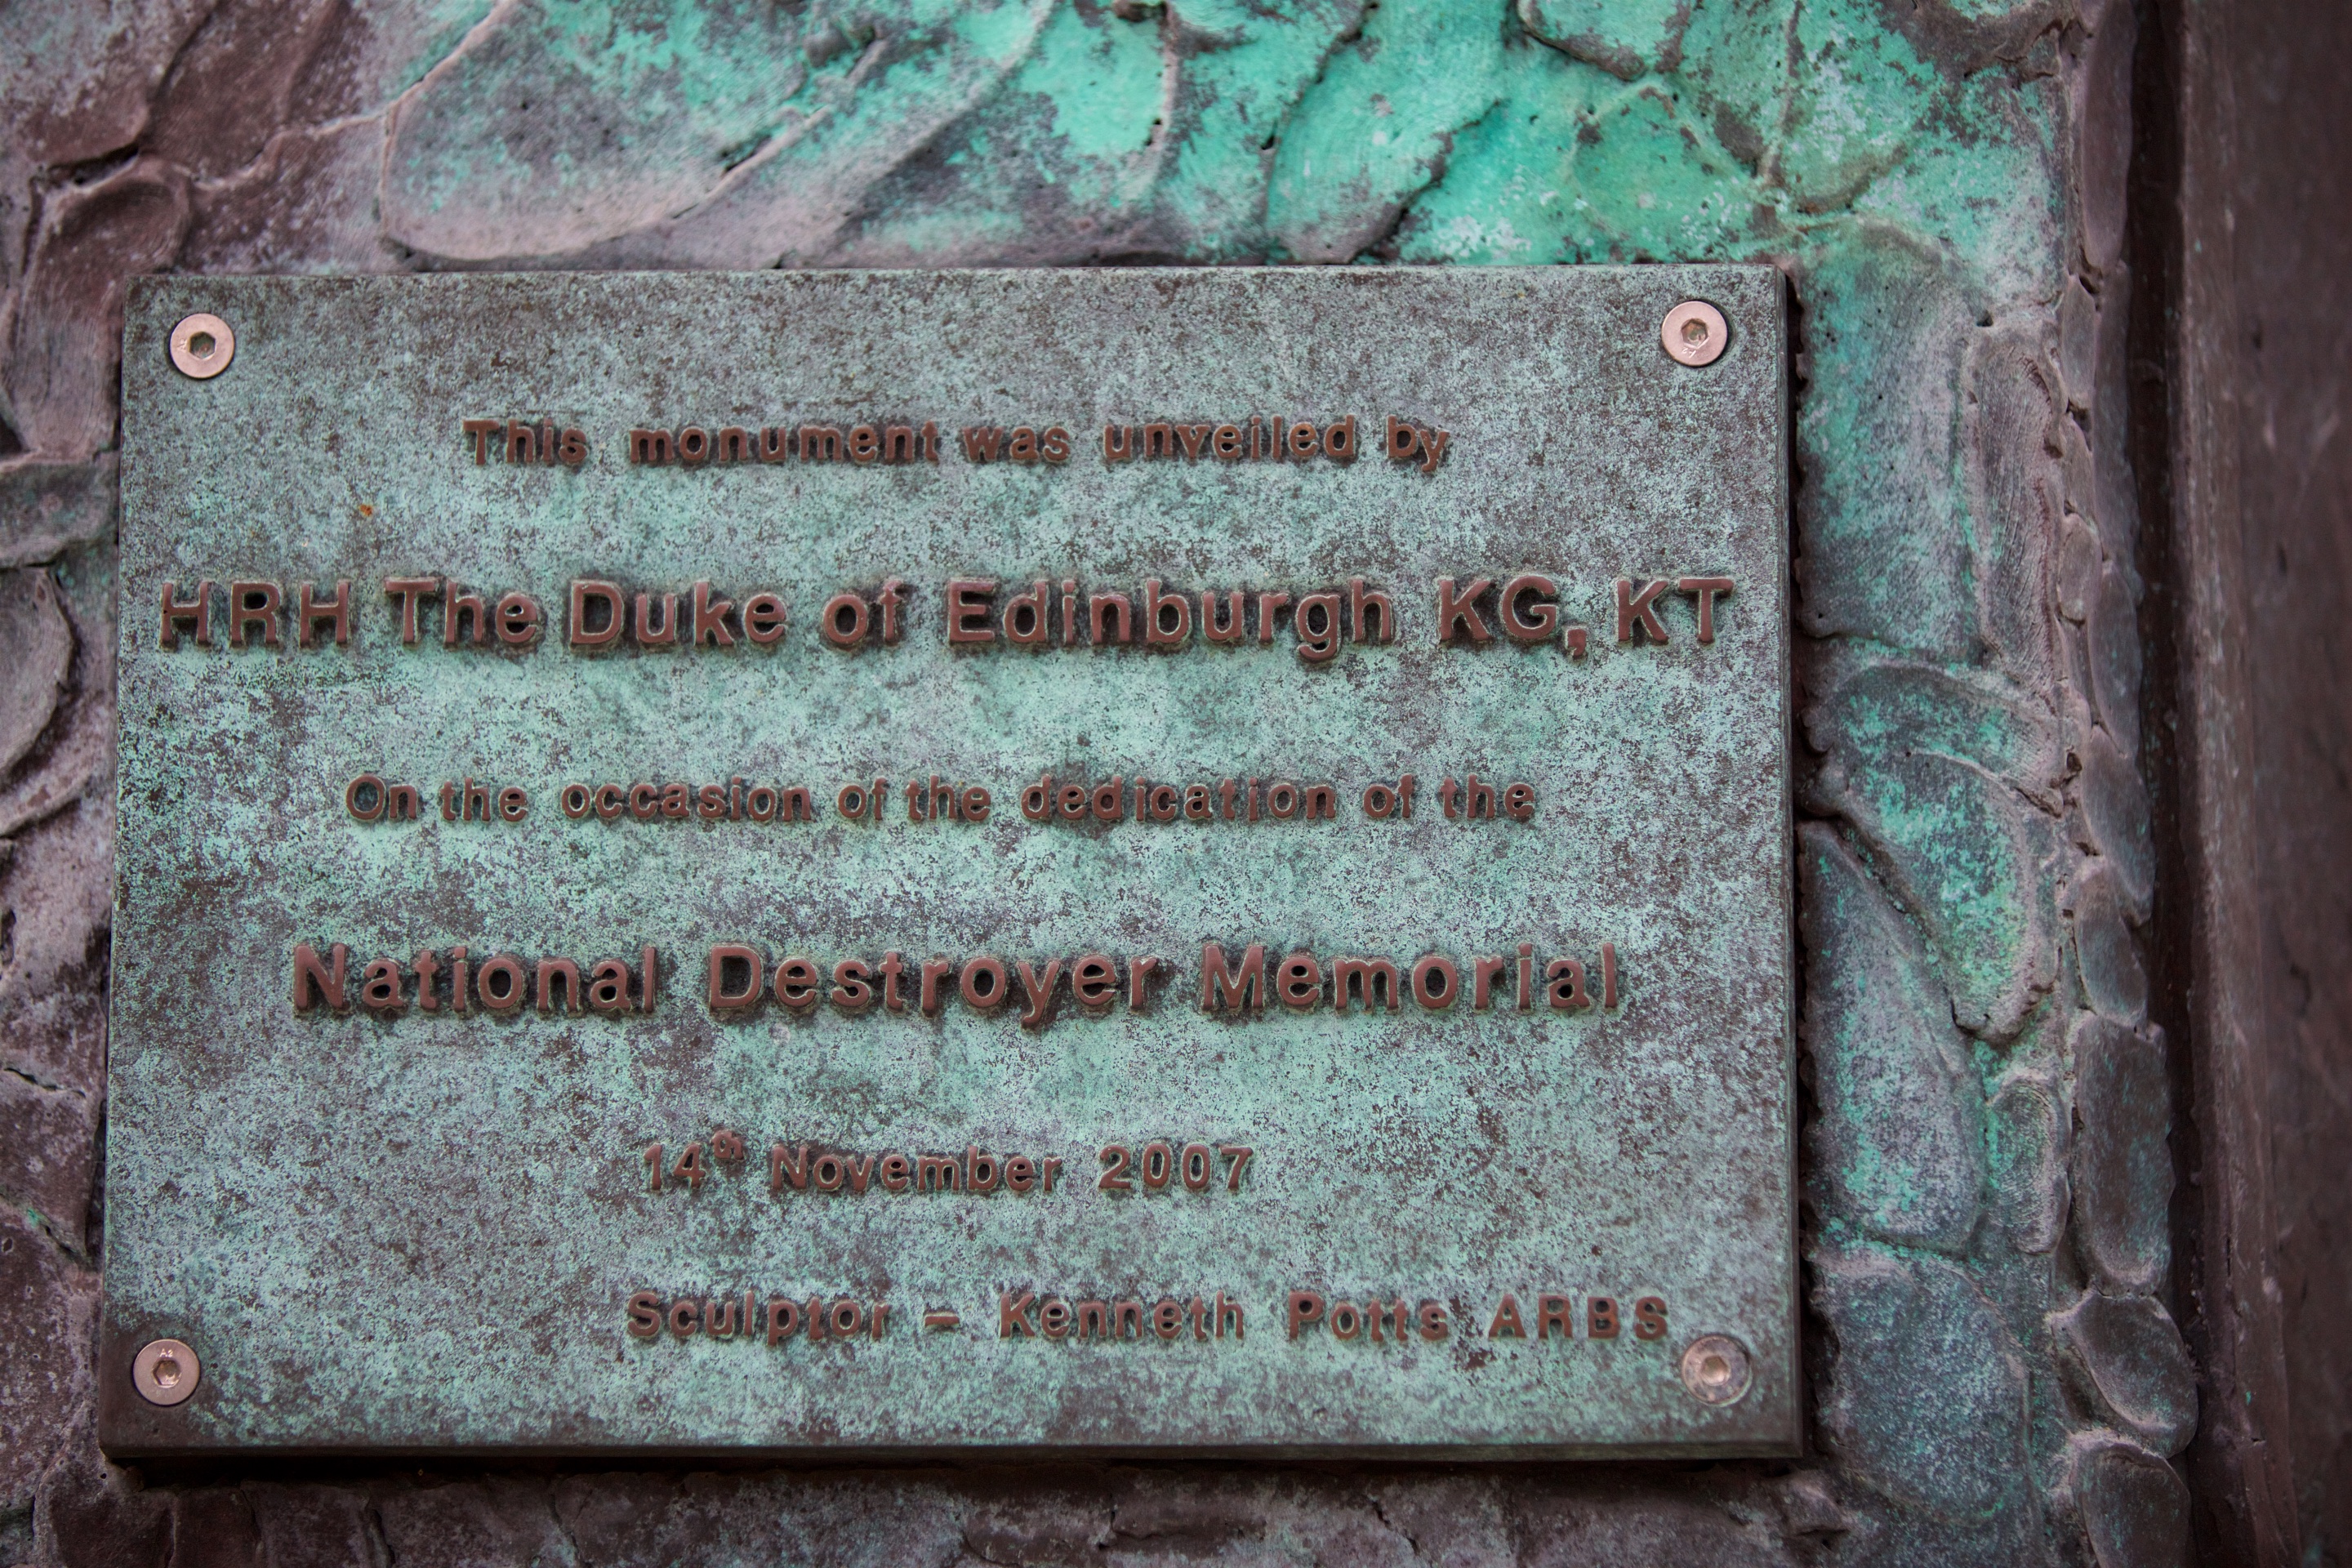 This monument was unveiled by
HRH The Duke of Edinburgh KG, KT
On the occasion of the dedication of the
National Destroyer Memorial
14th November 2007
Sculptor - Kenneth Potts ARBS